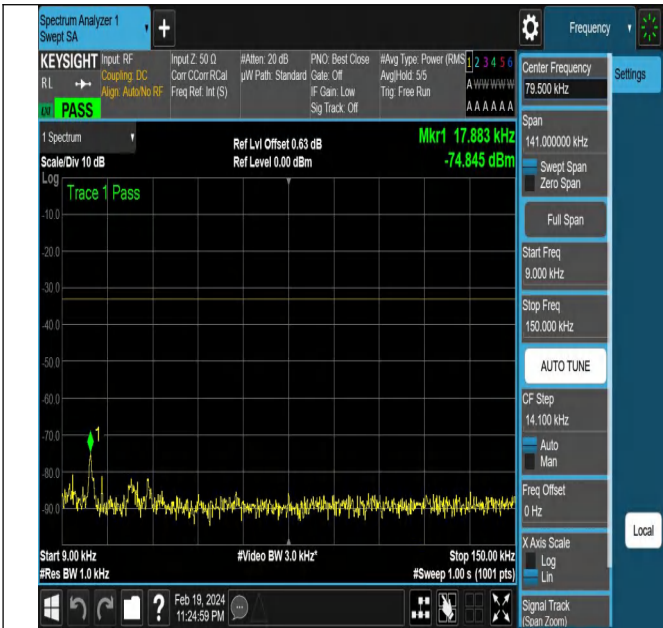 Spectrum Analyzer 1
Swept SA
+
Frequency
KEYSIGHT
Input: RF
Coupling: DC
Align: Auto/No RF
Input Z: 50 Ω
Corr CCorr RCal
Freq Ref: Int (S)
#Atten: 20 dB
µW Path: Standard
PNO: Best Close
Gate: Off
IF Gain: Low
Sig Track: Off
#Avg Type: Power (RMS
Avg|Hold: 5/5
Trig: Free Run
1 2 3 4 5 6
A W W W W W
A A A A A A
R L
LXI
PASS
1 Spectrum
Scale/Div 10 dB
Ref Lvl Offset 0.63 dB
Ref Level 0.00 dBm
Mkr1 17.883 kHz
-74.845 dBm
Log
Trace 1 Pass
-10.0
-20.0
-30.0
-40.0
-50.0
-60.0
-70.0
-80.0
-90.0
1
Start 9.00 kHz
#Res BW 1.0 kHz
#Video BW 3.0 kHz*
Stop 150.00 kHz
#Sweep 1.00 s (1001 pts)
Center Frequency
79.500 kHz
Settings
Span
141.000000 kHz
Swept Span
Zero Span
Full Span
Start Freq
9.000 kHz
Stop Freq
150.000 kHz
AUTO TUNE
CF Step
14.100 kHz
Auto
Man
Freq Offset
0 Hz
X Axis Scale
Log
Lin
Local
Signal Track
(Span Zoom)
?
Feb 19, 2024
11:24:59 PM